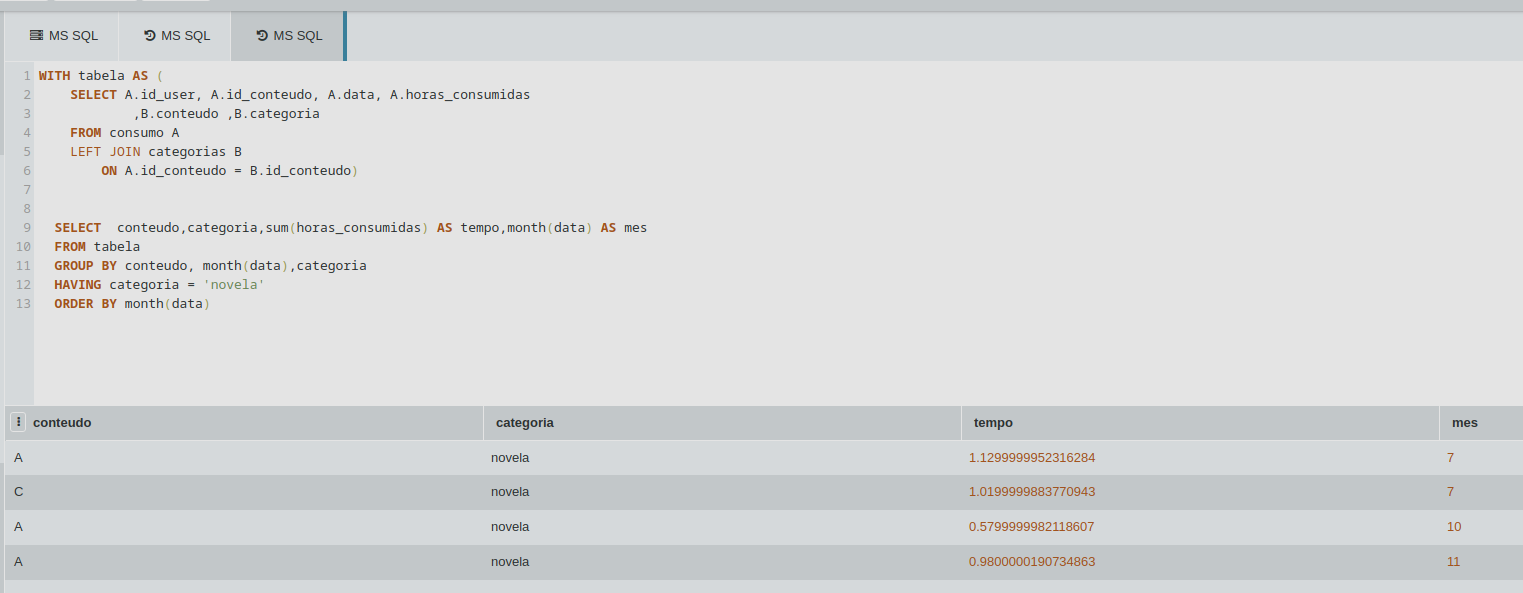 MS SQL MS SQL MS SQL
1 WITH tabela AS (
2 SELECT A.id_user, A.id_conteudo, A.data, A.horas_consumidas
3 ,B.conteudo ,B.categoria
4 FROM consumo A
5 LEFT JOIN categorias B
6 ON A.id_conteudo = B.id_conteudo)
7
8
9 SELECT  conteudo,categoria,sum(horas_consumidas) AS tempo,month(data) AS mes
10 FROM tabela
11 GROUP BY conteudo, month(data),categoria
12 HAVING categoria = 'novela'
13 ORDER BY month(data)
conteudo categoria tempo mes
A novela 1.1299999952316284 7
C novela 1.0199999883770943 7
A novela 0.5799999982118607 10
A novela 0.9800000190734863 11